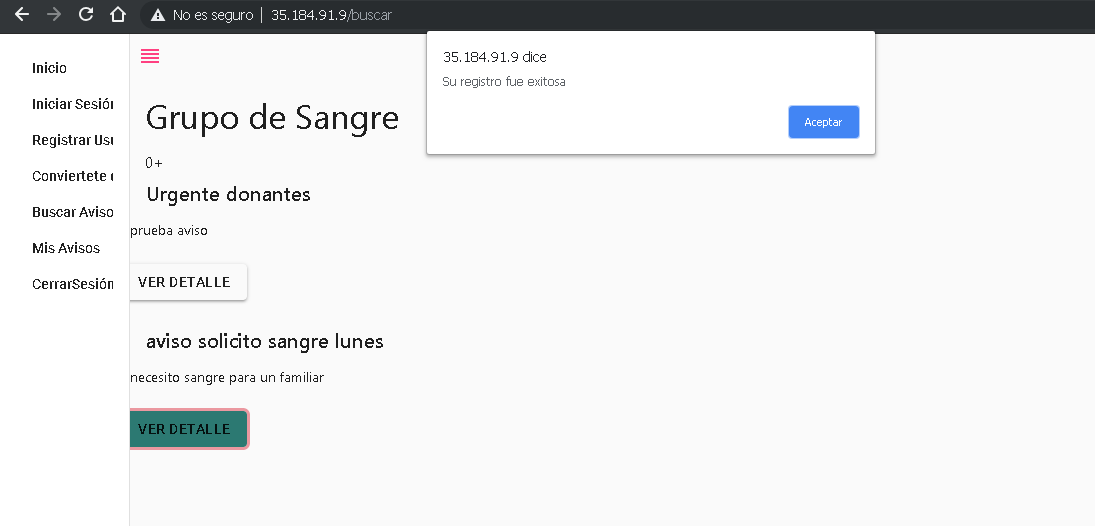 No es seguro | 35.184.91.9/buscar
35.184.91.9 dice
Su registro fue exitosa
Aceptar
Inicio
Iniciar Sesión
Registrar Usu
Conviertete
Buscar Aviso
Mis Avisos
CerrarSesión
Grupo de Sangre
0+
Urgente donantes
prueba aviso
VER DETALLE
aviso solicito sangre lunes
necesito sangre para un familiar
VER DETALLE